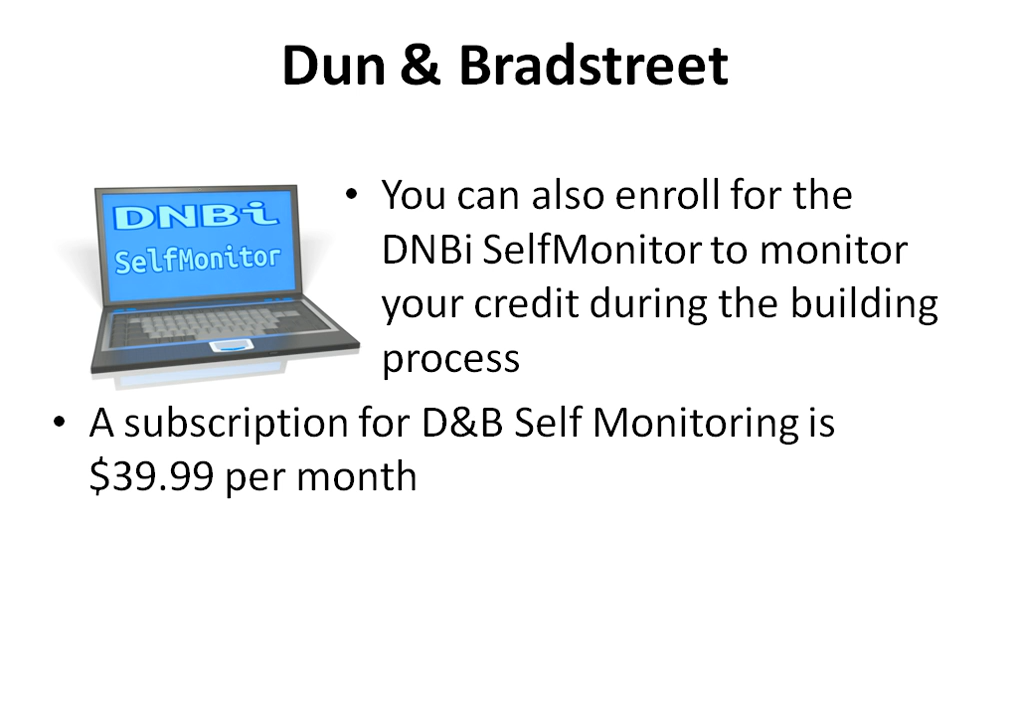 Dun & Bradstreet
DNBi
SelfMonitor
• You can also enroll for the
DNBi SelfMonitor to monitor
your credit during the building
process
• A subscription for D&B Self Monitoring is
$39.99 per month